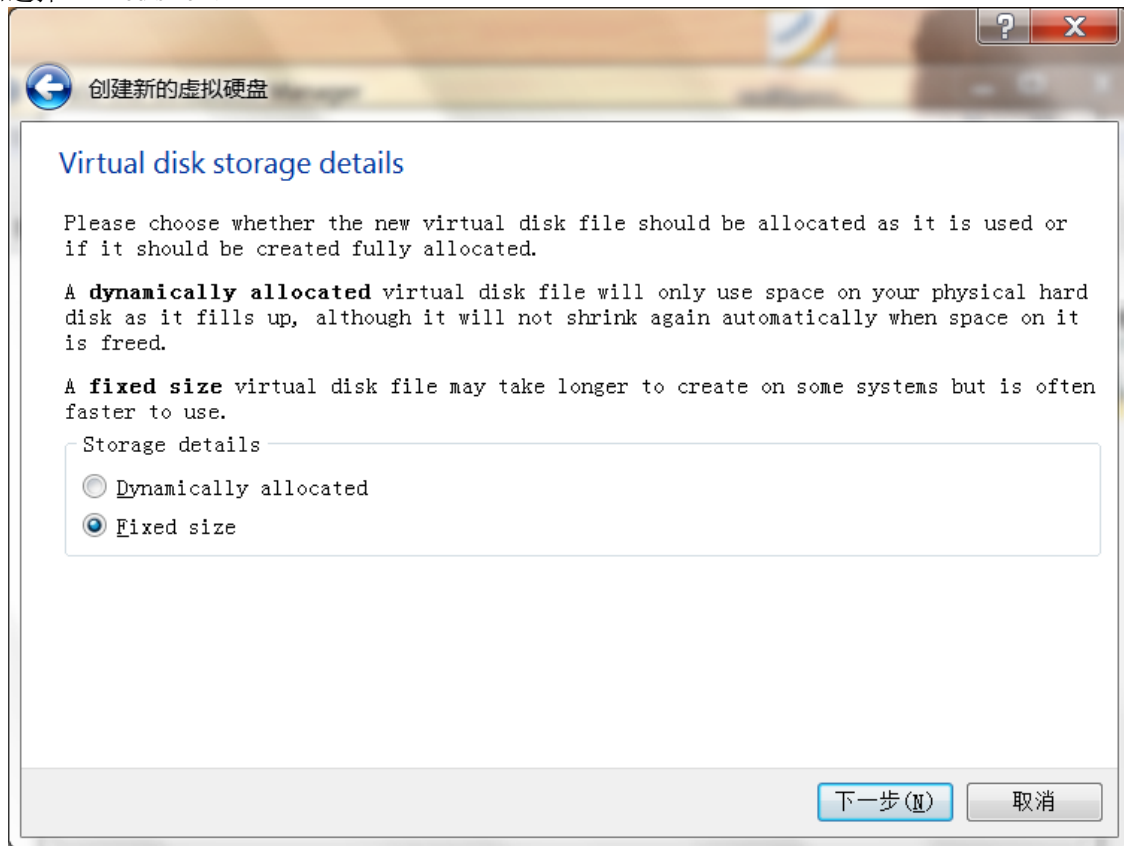 创建新的虚拟硬盘
Virtual disk storage details
Please choose whether the new virtual disk file should be allocated as it is used or
if it should be created fully allocated.
A dynamically allocated virtual disk file will only use space on your physical hard
disk as it fills up, although it will not shrink again automatically when space on it
is freed.
A fixed size virtual disk file may take longer to create on some systems but is often
faster to use.
Storage details
Dynamically allocated
Fixed size
下一步(N) 取消